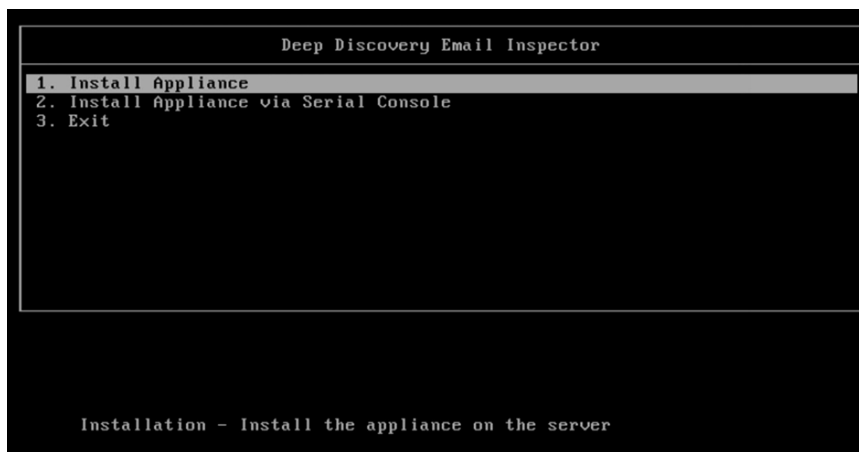 Deep Discovery Email Inspector
1. Install Appliance
2. Install Appliance via Serial Console
3. Exit
Installation - Install the appliance on the server